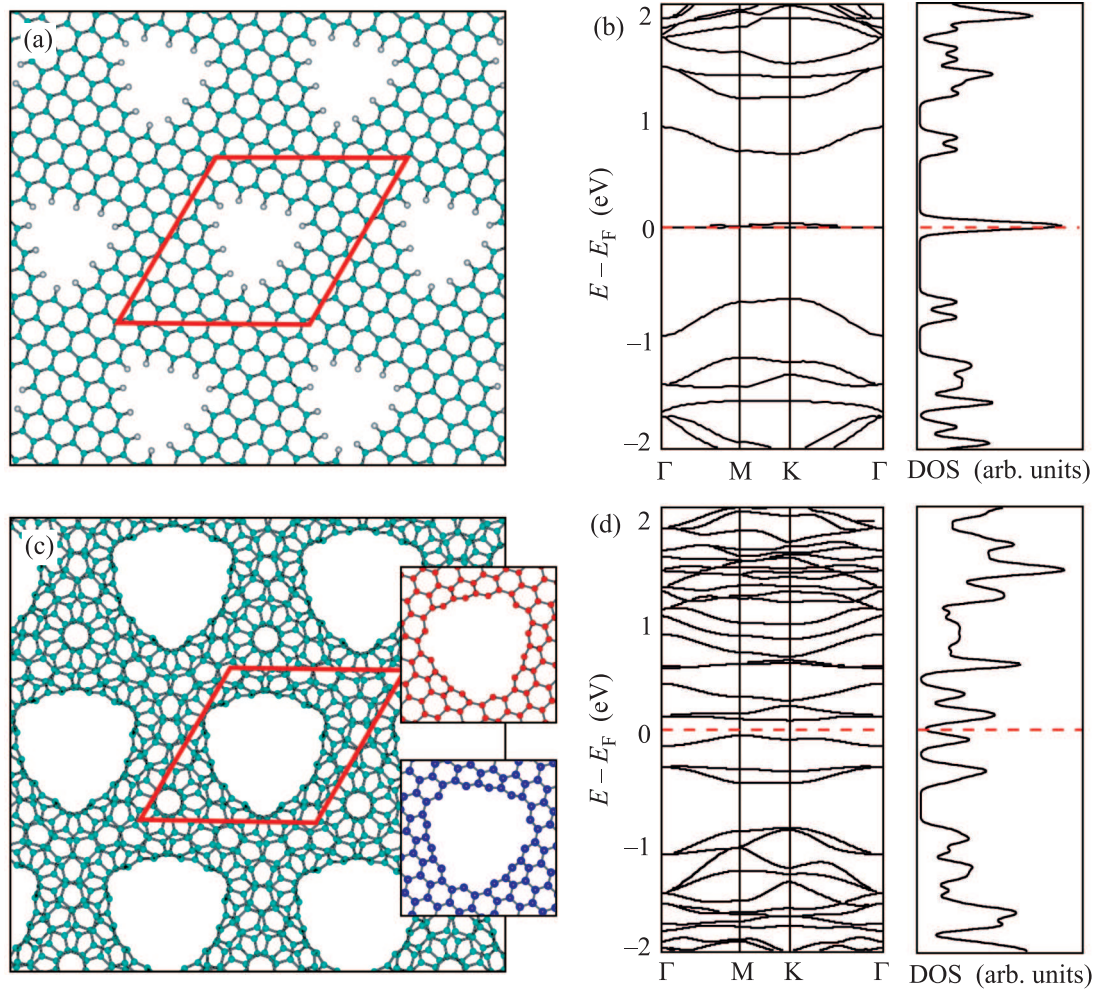 (a)
(b)
2
1
0
–1
–2
E – E_F (eV)
Γ M K Γ
DOS (arb. units)
(c)
(d)
2
1
0
–1
–2
E – E_F (eV)
Γ M K Γ
DOS (arb. units)